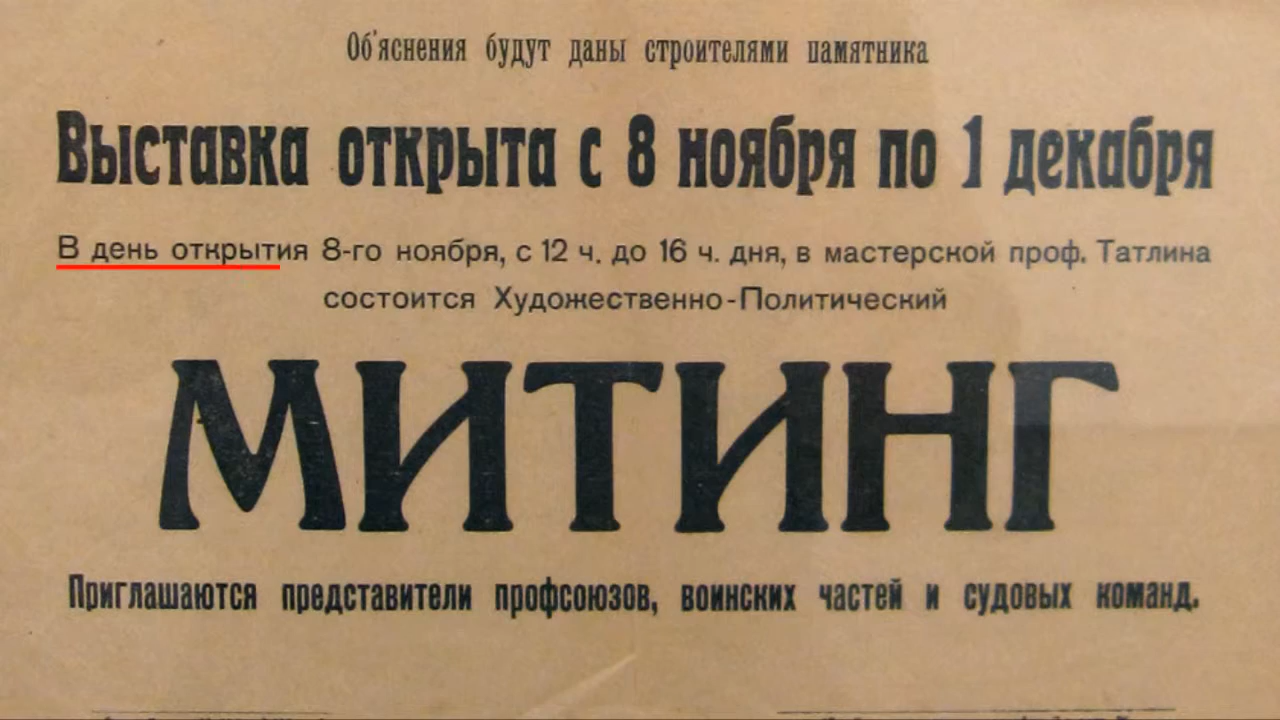 Об'яснения будут даны строителями памятника
Выставка открыта с 8 ноября по 1 декабря
В день открытия 8-го ноября, с 12 ч. до 16 ч. дня, в мастерской проф. Татлина
состоится Художественно-Политический
МИТИНГ
Приглашаются представители профсоюзов, воинских частей и судовых команд.